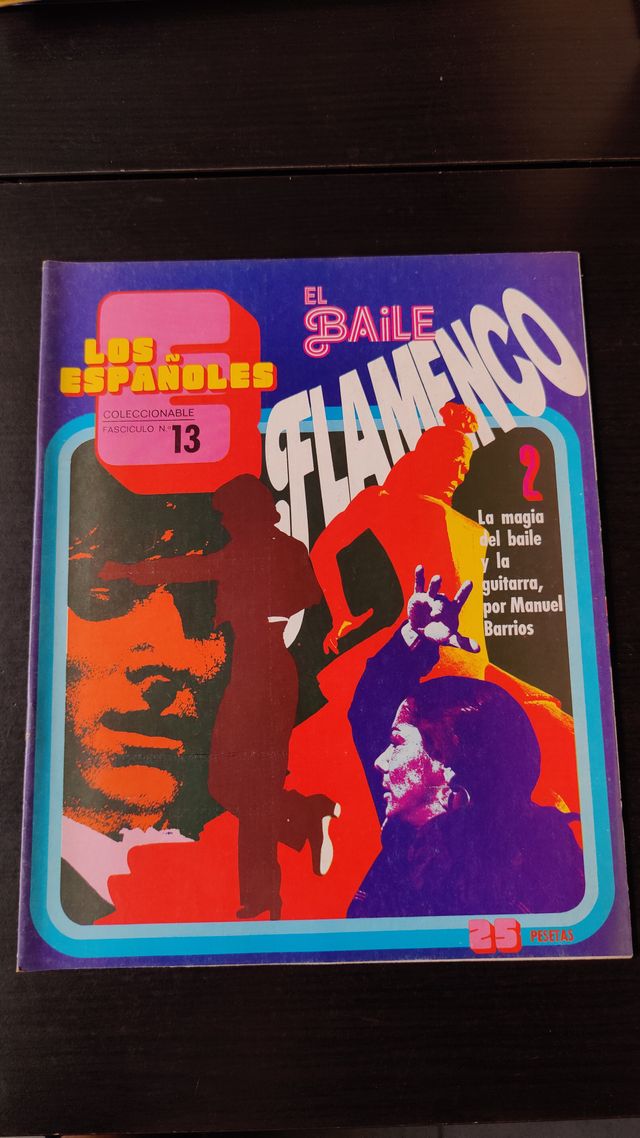 LOS
ESPAÑOLES
COLECCIONABLE
FASCICULO N.º 13
EL
BAiLE
FLAMENCO
2
La magia
del baile
y la
guitarra,
por Manuel
Barrios
25 PESETAS